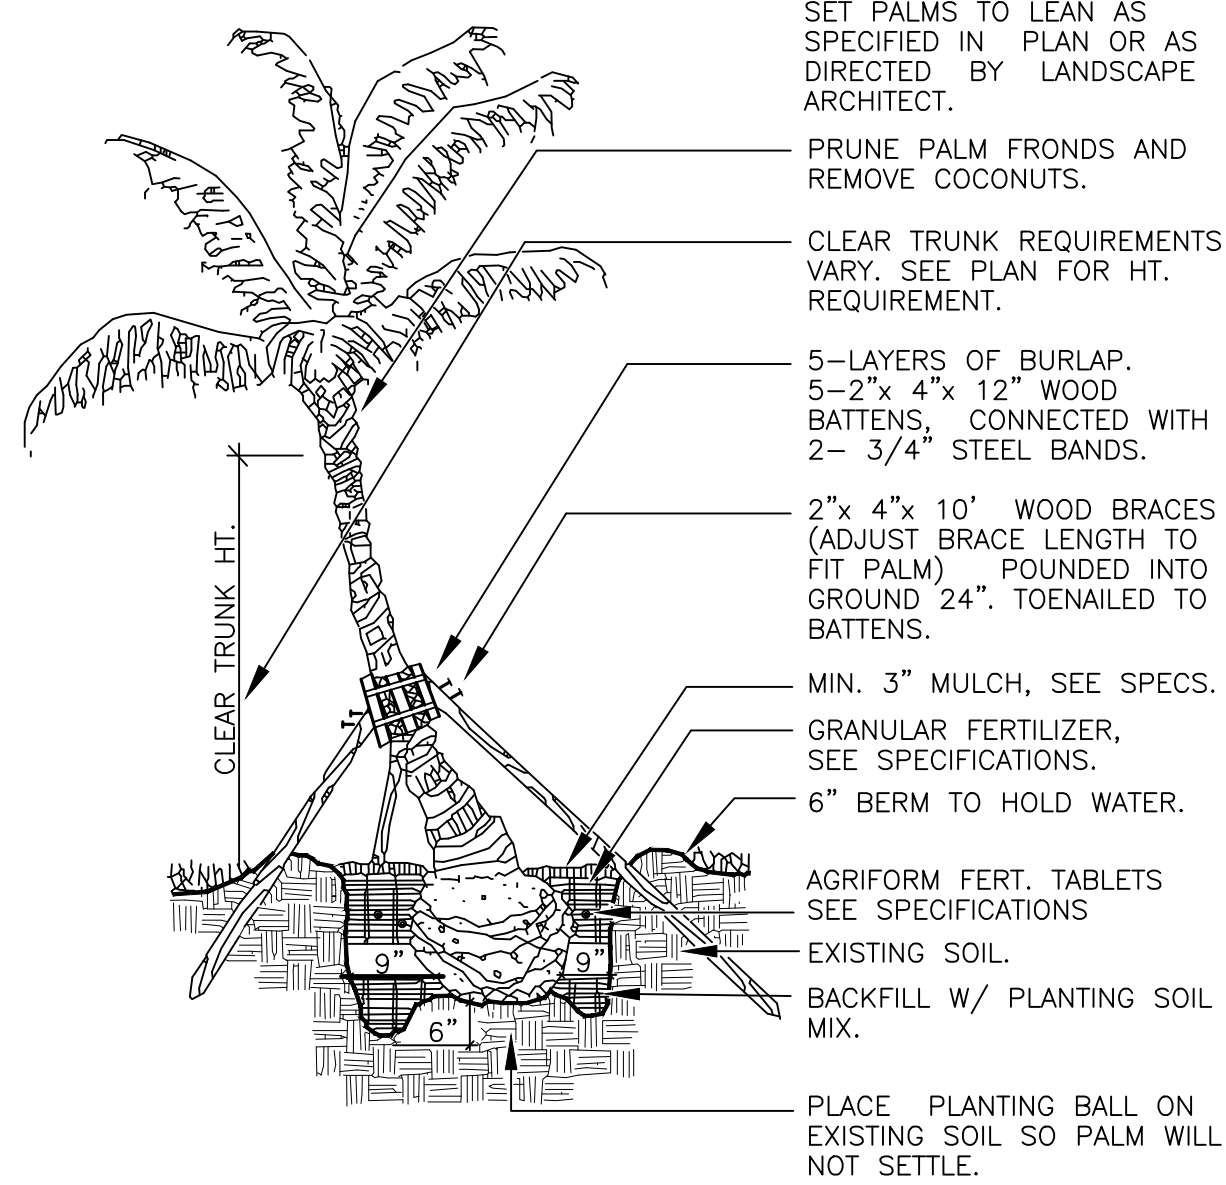 SET PALMS TO LEAN AS
SPECIFIED IN PLAN OR AS
DIRECTED BY LANDSCAPE
ARCHITECT.
PRUNE PALM FRONDS AND
REMOVE COCONUTS.
CLEAR TRUNK REQUIREMENTS
VARY. SEE PLAN FOR HT.
REQUIREMENT.
5-LAYERS OF BURLAP.
5-2"x 4"x 12" WOOD
BATTENS, CONNECTED WITH
2- 3/4" STEEL BANDS.
2"x 4"x 10' WOOD BRACES
(ADJUST BRACE LENGTH TO
FIT PALM) POUNDED INTO
GROUND 24". TOENAILED TO
BATTENS.
MIN. 3" MULCH, SEE SPECS.
GRANULAR FERTILIZER,
SEE SPECIFICATIONS.
6" BERM TO HOLD WATER.
AGRIFORM FERT. TABLETS
SEE SPECIFICATIONS
EXISTING SOIL.
BACKFILL W/ PLANTING SOIL
MIX.
PLACE PLANTING BALL ON
EXISTING SOIL SO PALM WILL
NOT SETTLE.
CLEAR TRUNK HT.
9"
9"
6"